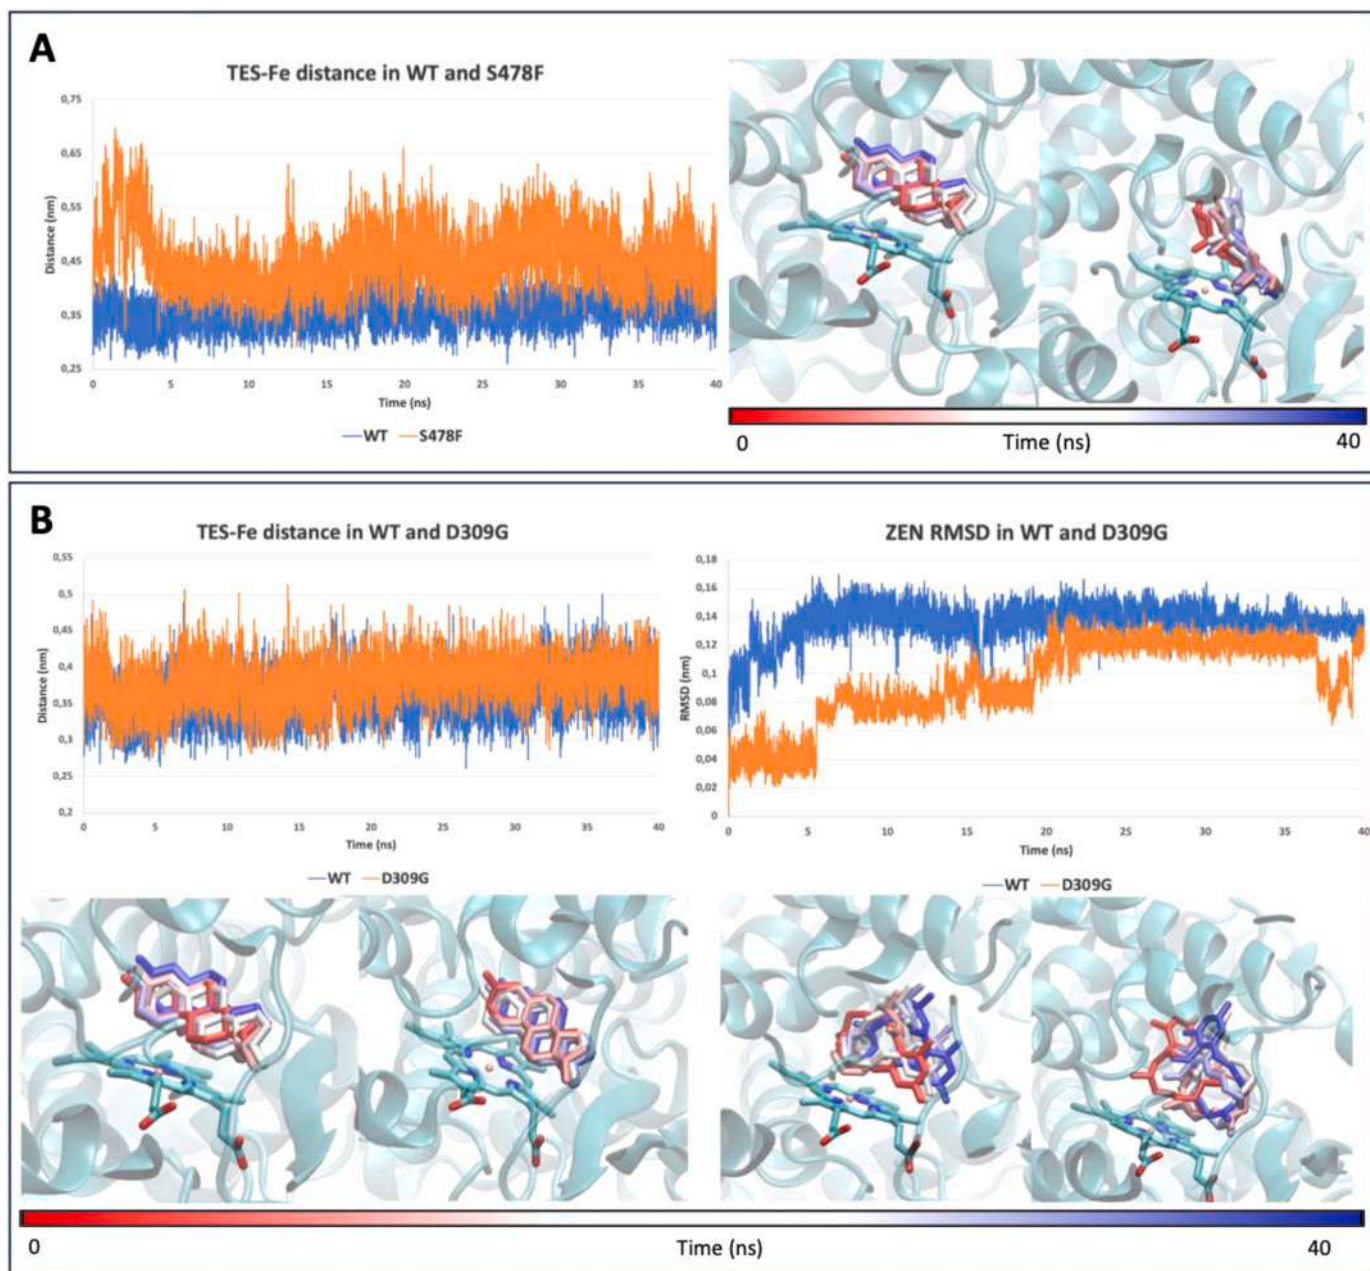 A
TES-Fe distance in WT and S478F
0,75
0,65
0,55
0,45
0,35
0,25
Distance (nm)
0 5 10 15 20 25 30 35 40
Time (ns)
WT S478F
0 Time (ns) 40
B
TES-Fe distance in WT and D309G
0,55
0,5
0,45
0,4
0,35
0,3
0,25
0,2
Distance (nm)
0 5 10 15 20 25 30 35 40
Time (ns)
WT D309G
ZEN RMSD in WT and D309G
0,18
0,16
0,14
0,12
0,1
0,08
0,06
0,04
0,02
0
RMSD (nm)
0 5 10 15 20 25 30 35 40
Time (ns)
WT D309G
0 Time (ns) 40